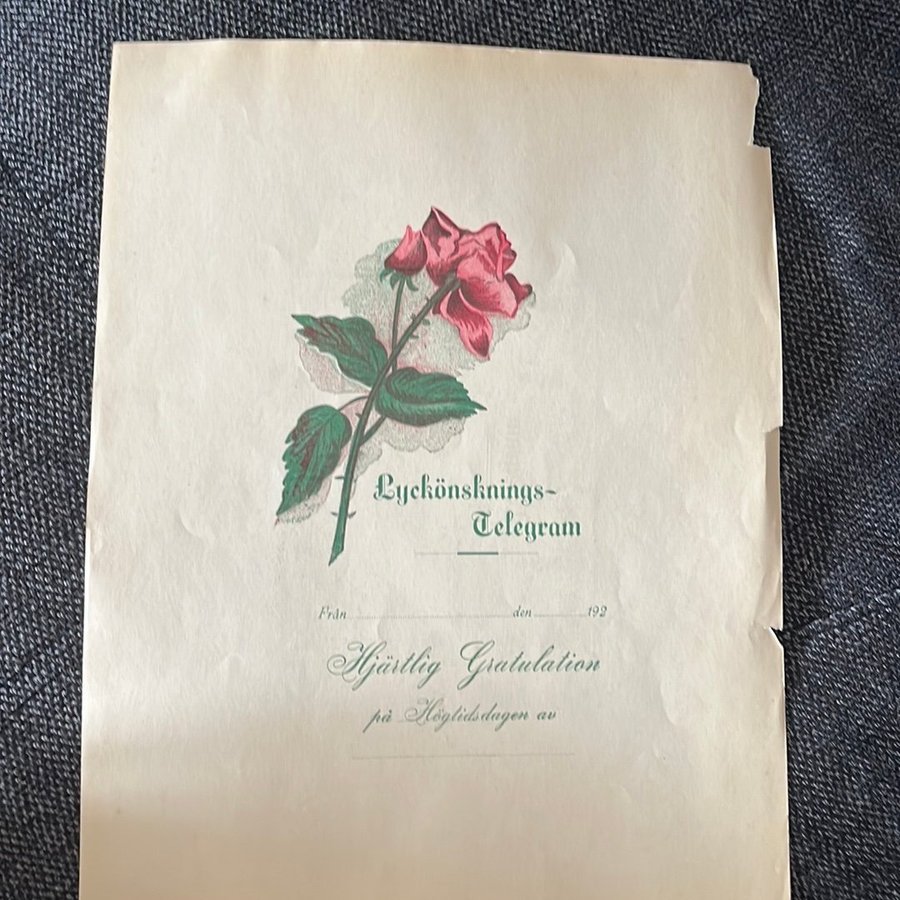 Lyckönsknings-
Telegram
Från den 192
Hjärtlig Gratulation
på Högtidsdagen av